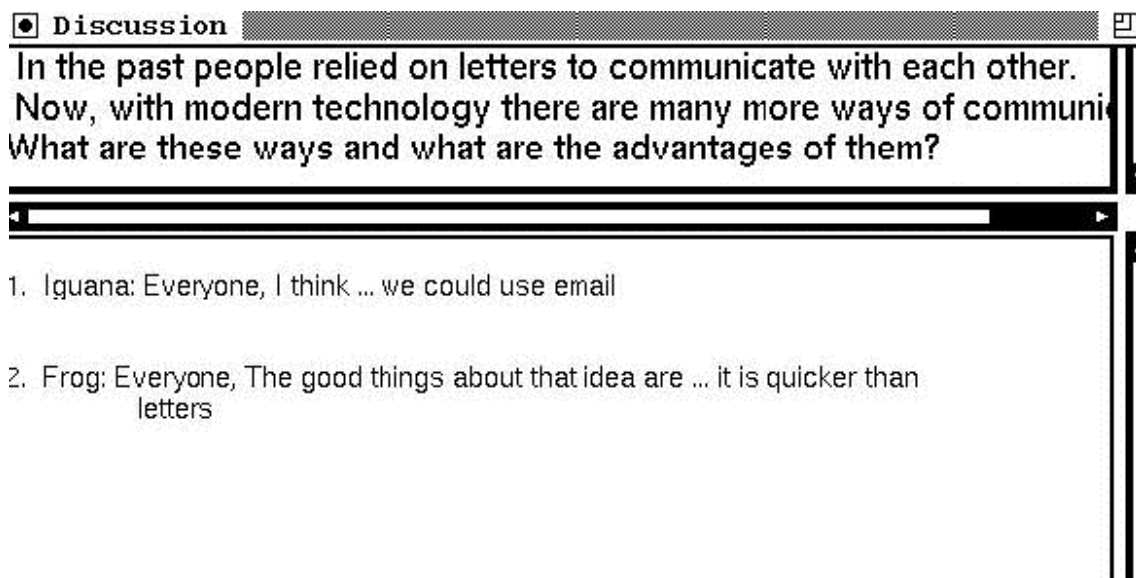 Discussion
In the past people relied on letters to communicate with each other.
Now, with modern technology there are many more ways of communi
What are these ways and what are the advantages of them?
1. Iguana: Everyone, I think ... we could use email
2. Frog: Everyone, The good things about that idea are ... it is quicker than
letters